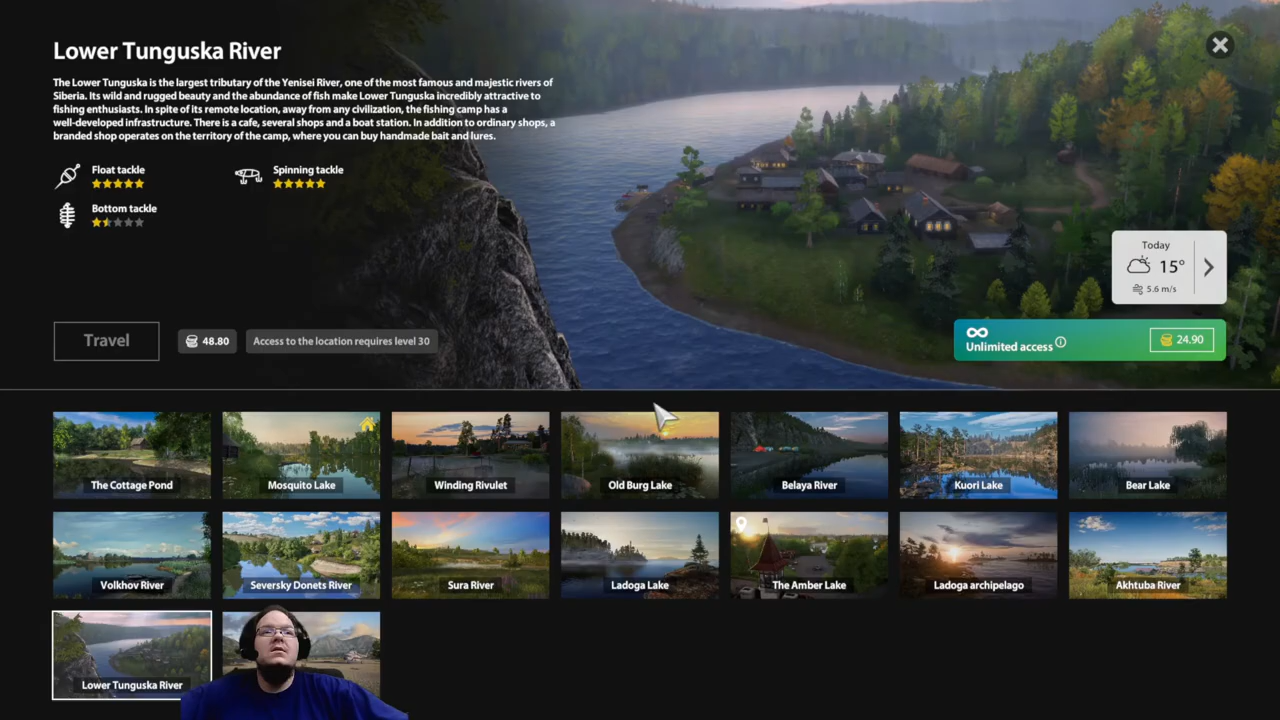 Lower Tunguska River
The Lower Tunguska is the largest tributary of the Yenisei River, one of the most famous and majestic rivers of
Siberia. Its wild and rugged beauty and the abundance of fish make Lower Tunguska incredibly attractive to
fishing enthusiasts. In spite of its remote location, away from any civilization, the fishing camp has a
well-developed infrastructure. There is a cafe, several shops and a boat station. In addition to ordinary shops, a
branded shop operates on the territory of the camp, where you can buy handmade bait and lures.
Float tackle
Spinning tackle
Bottom tackle
Today
15°
5.6 m/s
Travel
48.80
Access to the location requires level 30
Unlimited access
24.90
The Cottage Pond
Mosquito Lake
Winding Rivulet
Old Burg Lake
Belaya River
Kuori Lake
Bear Lake
Volkhov River
Seversky Donets River
Sura River
Ladoga Lake
The Amber Lake
Ladoga archipelago
Akhtuba River
Lower Tunguska River